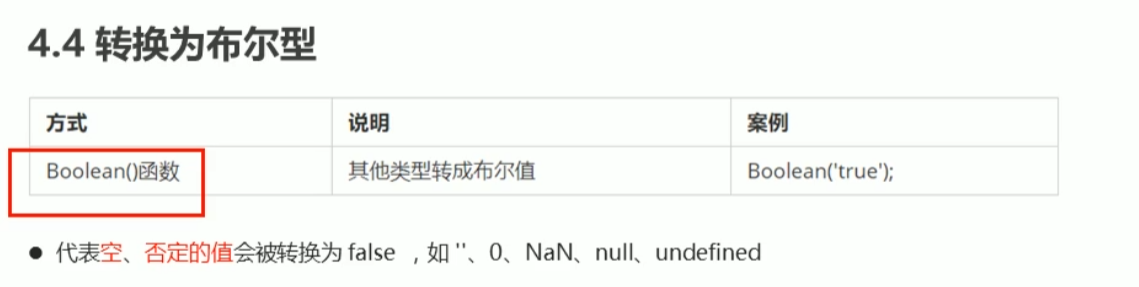 4.4 转换为布尔型
方式 说明 案例
Boolean()函数 其他类型转成布尔值 Boolean('true');
● 代表空、否定的值会被转换为 false ，如 ''、0、NaN、null、undefined